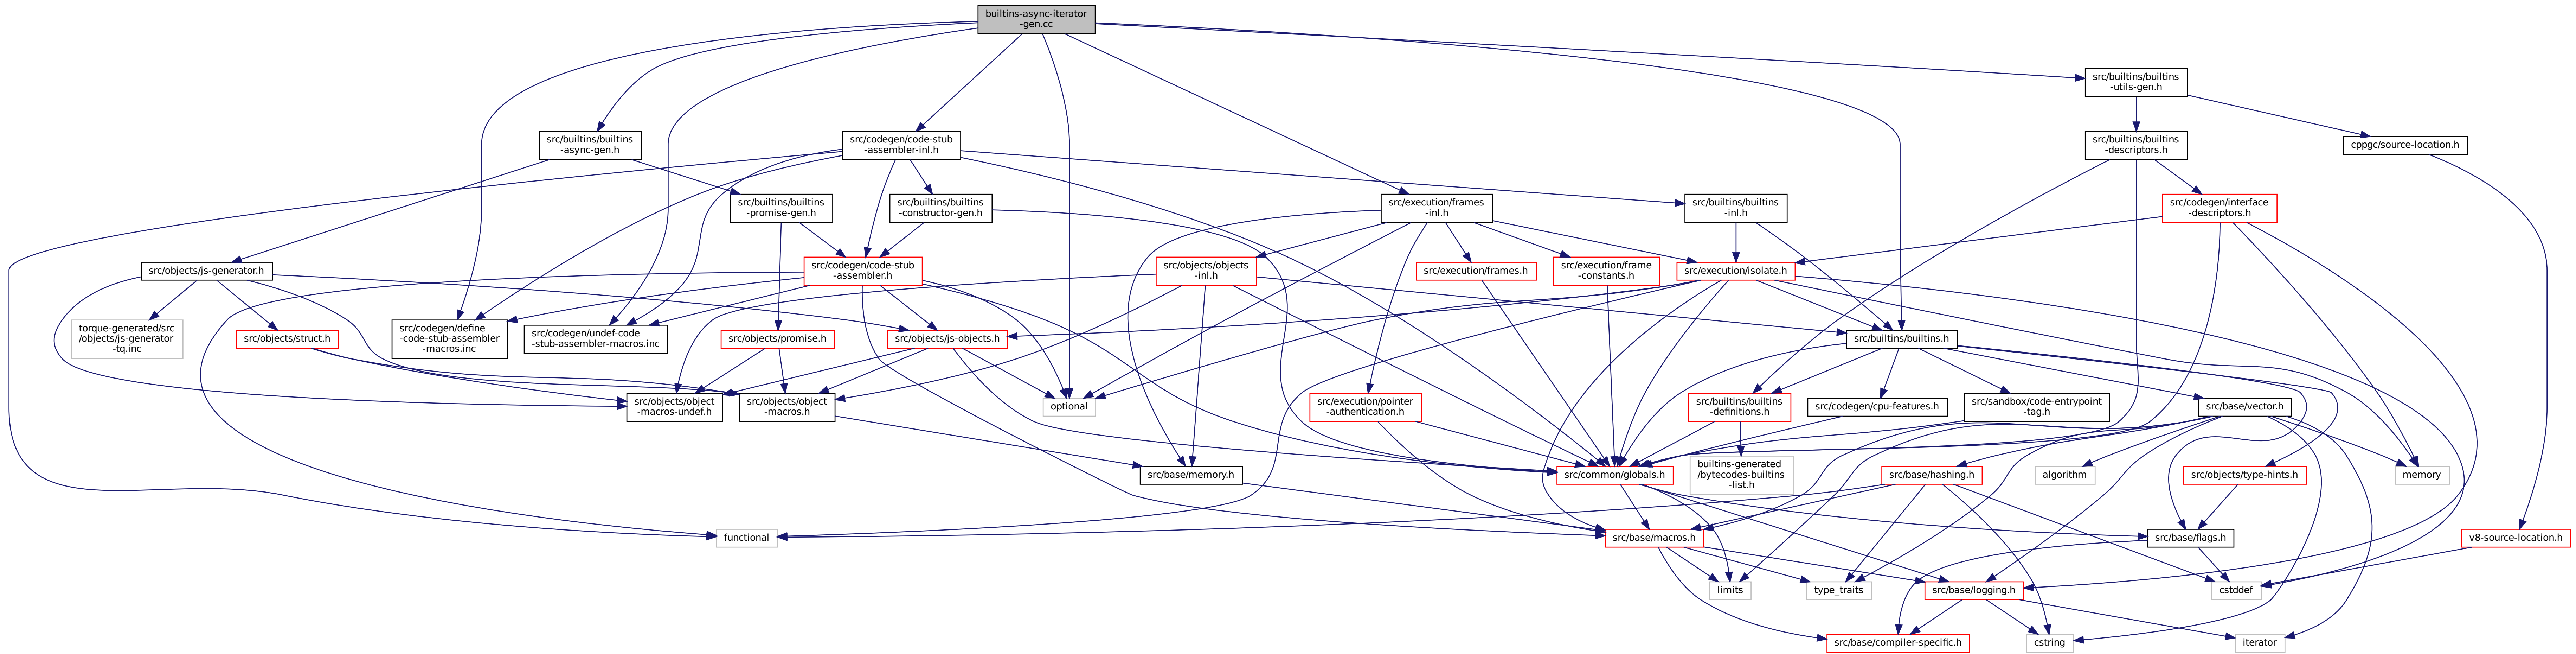 builtins-async-iterator
-gen.cc
src/builtins/builtins
-utils-gen.h
src/builtins/builtins
-async-gen.h
src/codegen/code-stub
-assembler-inl.h
src/builtins/builtins
-descriptors.h
cppgc/source-location.h
src/builtins/builtins
-promise-gen.h
src/builtins/builtins
-constructor-gen.h
src/execution/frames
-inl.h
src/builtins/builtins
-inl.h
src/codegen/interface
-descriptors.h
src/objects/js-generator.h
src/codegen/code-stub
-assembler.h
src/objects/objects
-inl.h
src/execution/frames.h
src/execution/frame
-constants.h
src/execution/isolate.h
torque-generated/src
/objects/js-generator
-tq.inc
src/objects/struct.h
src/codegen/define
-code-stub-assembler
-macros.inc
src/codegen/undef-code
-stub-assembler-macros.inc
src/objects/promise.h
src/objects/js-objects.h
src/builtins/builtins.h
src/objects/object
-macros-undef.h
src/objects/object
-macros.h
optional
src/execution/pointer
-authentication.h
src/builtins/builtins
-definitions.h
src/codegen/cpu-features.h
src/sandbox/code-entrypoint
-tag.h
src/base/vector.h
src/base/memory.h
src/common/globals.h
builtins-generated
/bytecodes-builtins
-list.h
src/base/hashing.h
algorithm
src/objects/type-hints.h
memory
functional
src/base/macros.h
src/base/flags.h
v8-source-location.h
limits
type_traits
src/base/logging.h
cstddef
src/base/compiler-specific.h
cstring
iterator